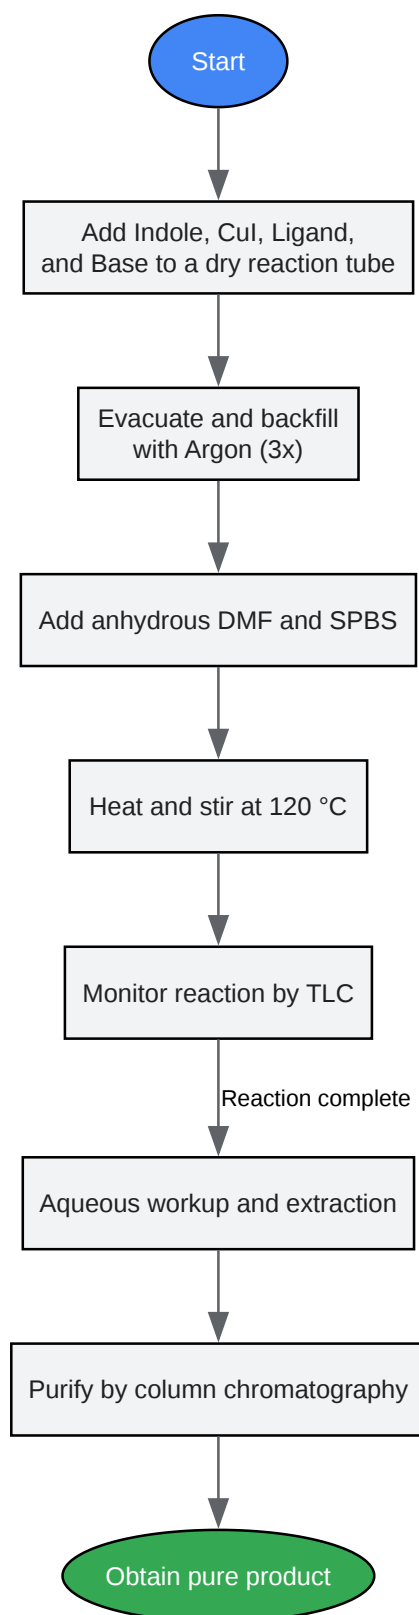 Start
Add Indole, CuI, Ligand,
and Base to a dry reaction tube
Evacuate and backfill
with Argon (3x)
Add anhydrous DMF and SPBS
Heat and stir at 120 °C
Monitor reaction by TLC
Reaction complete
Aqueous workup and extraction
Purify by column chromatography
Obtain pure product